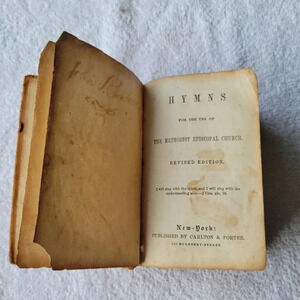 HYMNS
FOR THE USE OF
THE METHODIST EPISCOPAL CHURCH.
REVISED EDITION.
I will sing with the spirit, and I will sing with the
understanding also.—1 Cor. xiv, 15.
New-York:
PUBLISHED BY CARLTON & PORTER,
200 MULBERRY-STREET.